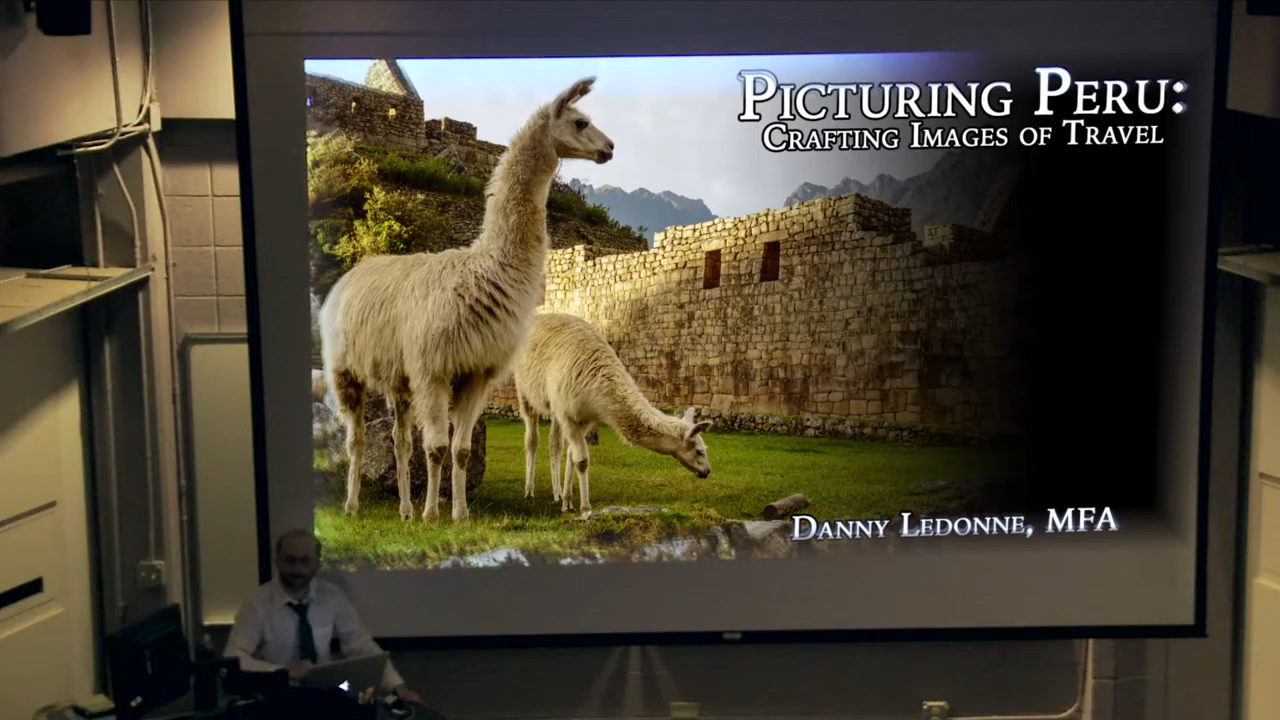 Picturing Peru:
Crafting Images of Travel
Danny Ledonne, MFA